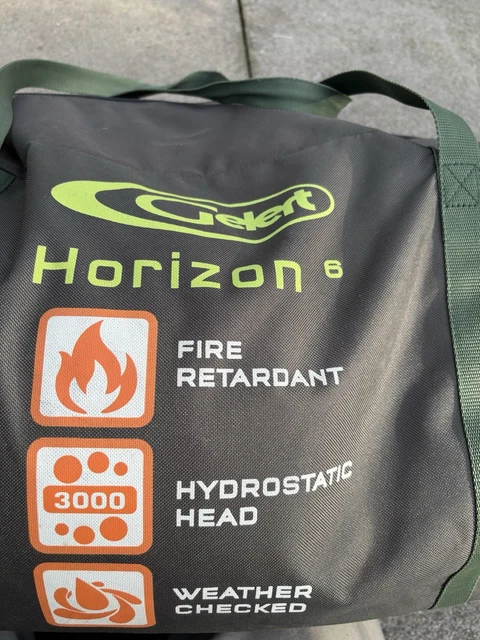 Gelert
Horizon 6
FIRE
RETARDANT
3000
HYDROSTATIC
HEAD
WEATHER
CHECKED